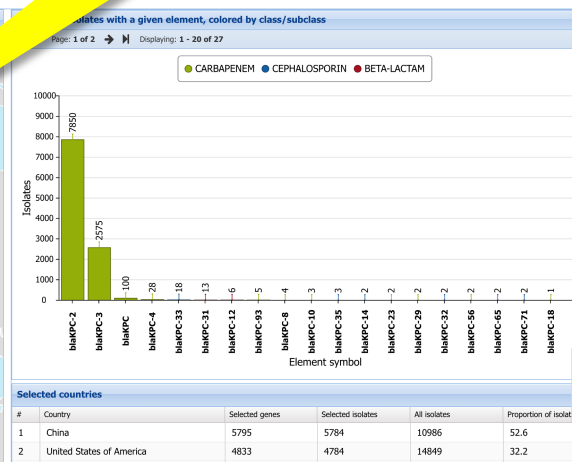 isolates with a given element, colored by class/subclass
Page: 1 of 2 Displaying: 1 - 20 of 27
CARBAPENEM CEPHALOSPORIN BETA-LACTAM
Isolates
10000
9000
8000
7000
6000
5000
4000
3000
2000
1000
0
7850 2575 100 28 18 13 6 5 4 3 3 2 2 2 2 2 2 2 1
blaKPC-2 blaKPC-3 blaKPC blaKPC-4 blaKPC-33 blaKPC-31 blaKPC-12 blaKPC-93 blaKPC-8 blaKPC-10 blaKPC-35 blaKPC-14 blaKPC-23 blaKPC-29 blaKPC-32 blaKPC-56 blaKPC-65 blaKPC-71 blaKPC-18
Element symbol
Selected countries
# Country Selected genes Selected isolates All isolates Proportion of isolat
1 China 5795 5784 10986 52.6
2 United States of America 4833 4784 14849 32.2